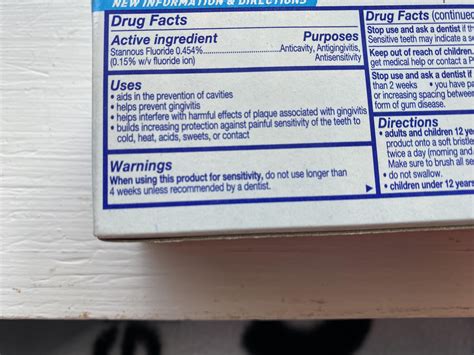 NEW INFORMATION & DIRECTIONS
Drug Facts
Active ingredient Purposes
Stannous Fluoride 0.454%..................Anticavity, Antigingivitis,
(0.15% w/v fluoride ion) Antisensitivity
Uses
• aids in the prevention of cavities
• helps prevent gingivitis
• helps interfere with harmful effects of plaque associated with gingivitis
• builds increasing protection against painful sensitivity of the teeth to
cold, heat, acids, sweets, or contact
Warnings
When using this product for sensitivity, do not use longer than
4 weeks unless recommended by a dentist.
Drug Facts (continued
Stop use and ask a dentist if th
Sensitive teeth may indicate a se
Keep out of reach of children.
get medical help or contact a P
Stop use and ask a dentist if
than 2 weeks • you have pa
or increasing spacing between
form of gum disease.
Directions
• adults and children 12 ye
product onto a soft bristle
twice a day (morning and
Make sure to brush all se
• do not swallow.
• children under 12 years